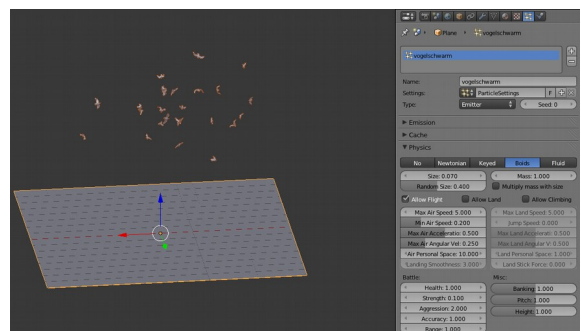 Plane
vogelschwarm
vogelschwarm
Name:
vogelschwarm
Settings:
ParticleSettings
F
Type:
Emitter
Seed: 0
Emission
Cache
Physics
No
Newtonian
Keyed
Boids
Fluid
Size: 0.070
Mass: 1.000
Random Size: 0.400
Multiply mass with size
Allow Flight
Allow Land
Allow Climbing
Max Air Speed: 5.000
Max Land Speed: 5.000
Min Air Speed: 0.200
Jump Speed: 0.000
Max Air Acceleratio: 0.500
Max Land Acceleratio: 0.500
Max Air Angular Vel: 0.250
Max Land Angular V: 0.500
Air Personal Space: 10.000
Land Personal Space: 1.000
Landing Smoothness: 3.000
Land Stick Force: 0.000
Battle:
Misc:
Health: 1.000
Banking: 1.000
Strength: 0.100
Pitch: 1.000
Aggression: 2.000
Height: 1.000
Accuracy: 1.000
Range: 1.000